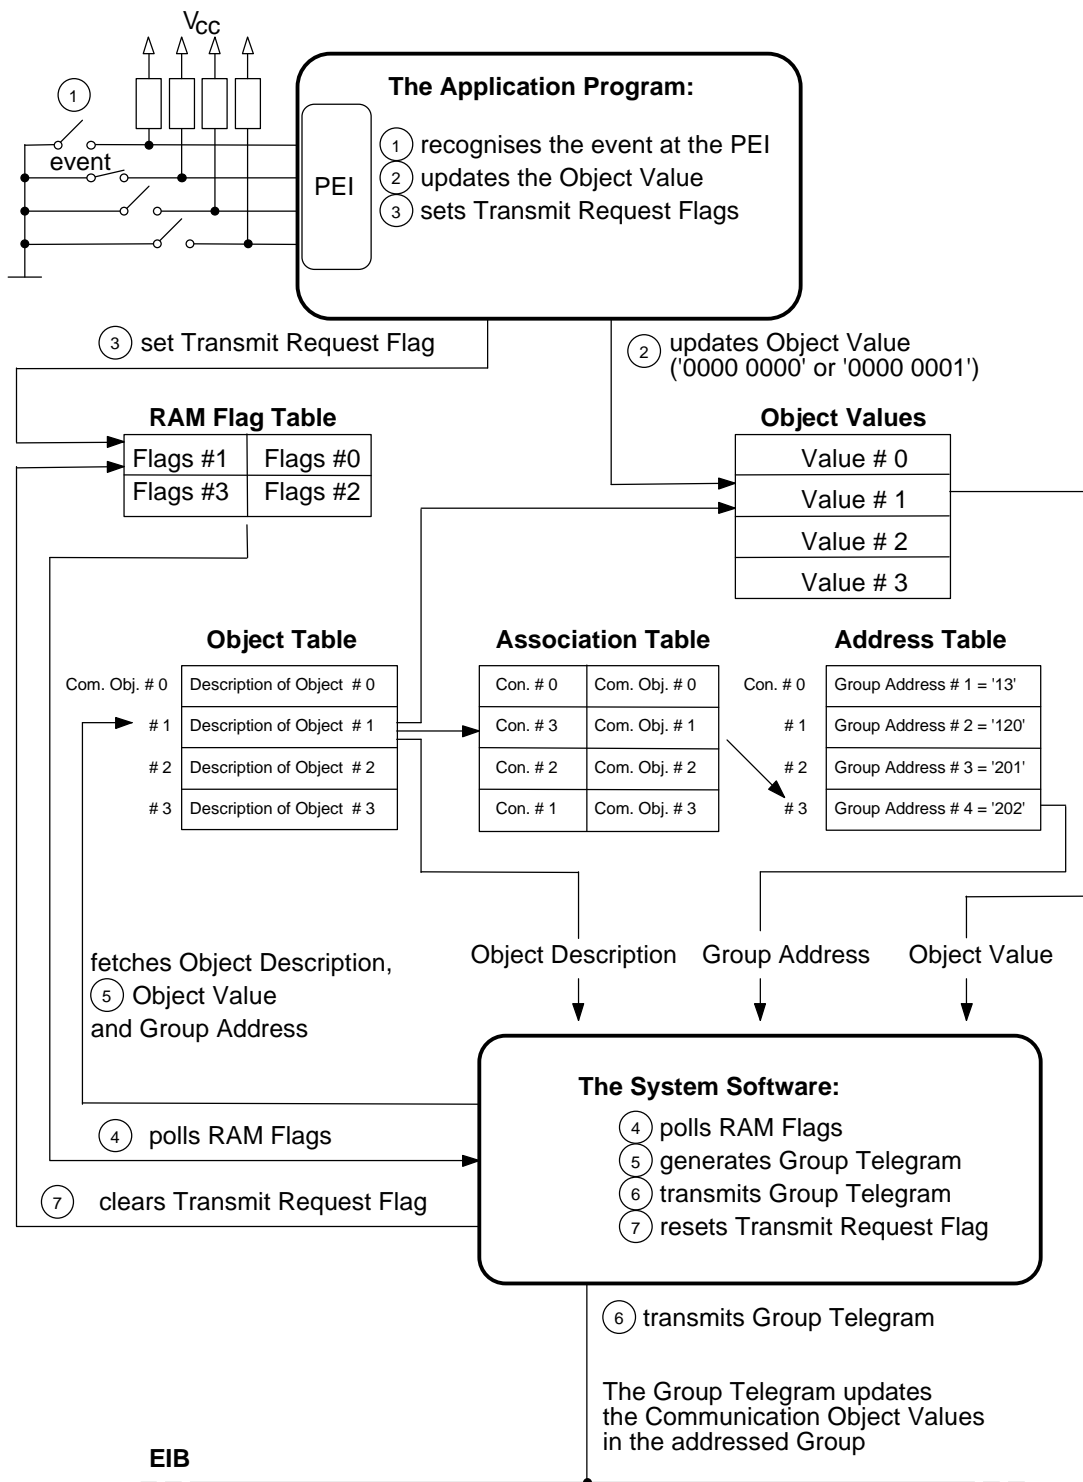 VCC
The Application Program:
1
1 recognises the event at the PEI
event
2 updates the Object Value
PEI
3 sets Transmit Request Flags
3 set Transmit Request Flag
2 updates Object Value
('0000 0000' or '0000 0001')
RAM Flag Table
Flags #1 Flags #0
Flags #3 Flags #2
Object Values
Value # 0
Value # 1
Value # 2
Value # 3
Object Table
Com. Obj. # 0 Description of Object # 0
# 1 Description of Object # 1
# 2 Description of Object # 2
# 3 Description of Object # 3
Association Table
Con. # 0 Com. Obj. # 0
Con. # 3 Com. Obj. # 1
Con. # 2 Com. Obj. # 2
Con. # 1 Com. Obj. # 3
Address Table
Con. # 0 Group Address # 1 = '13'
# 1 Group Address # 2 = '120'
# 2 Group Address # 3 = '201'
# 3 Group Address # 4 = '202'
Object Description Group Address Object Value
fetches Object Description,
5 Object Value
and Group Address
The System Software:
4 polls RAM Flags
5 generates Group Telegram
6 transmits Group Telegram
7 resets Transmit Request Flag
4 polls RAM Flags
7 clears Transmit Request Flag
6 transmits Group Telegram
The Group Telegram updates
the Communication Object Values
in the addressed Group
EIB